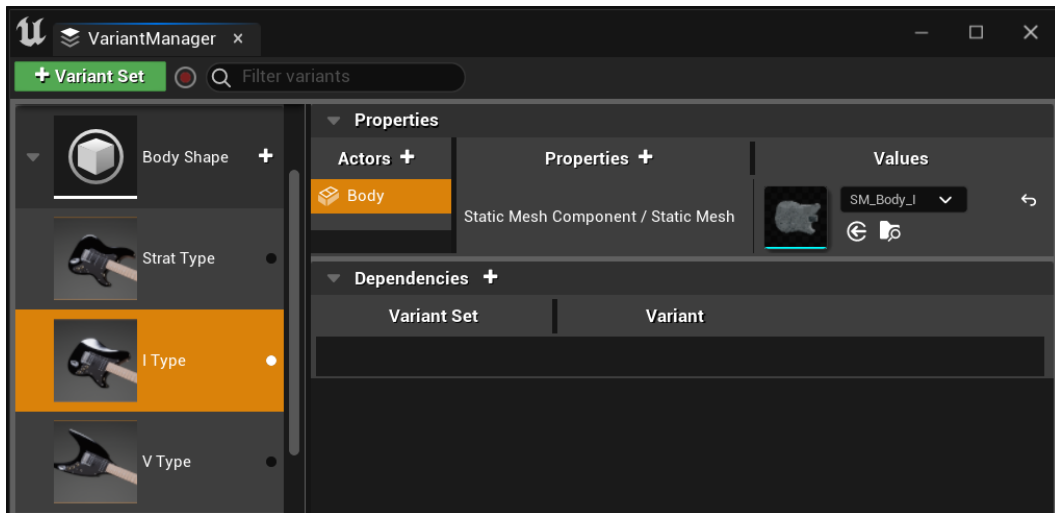 VariantManager ×
+ Variant Set
Filter variants
Body Shape +
Strat Type
I Type
V Type
Properties
Actors + Properties + Values
Body
Static Mesh Component / Static Mesh
SM_Body_I
Dependencies +
Variant Set Variant